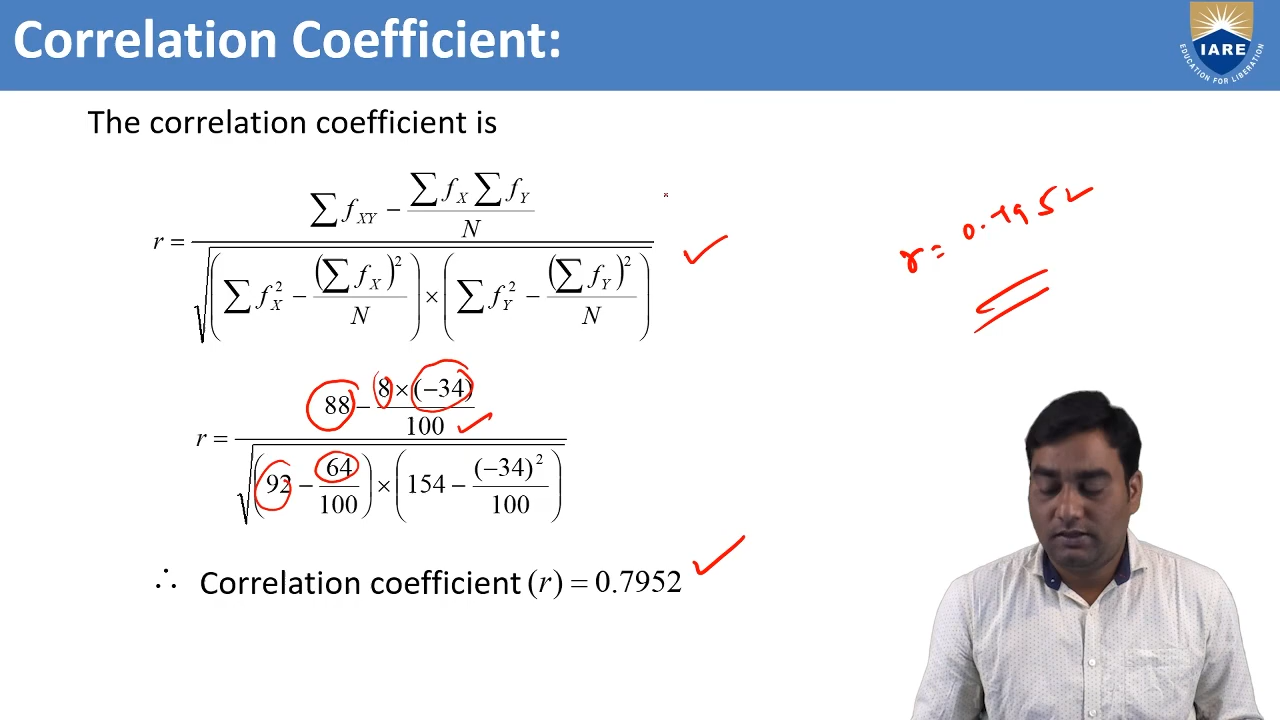 Correlation Coefficient:
IARE
EDUCATION FOR LIBERATION
The correlation coefficient is
r = (∑ f_XY − (∑ f_X ∑ f_Y)/N) / √((∑ f_X² − (∑ f_X)²/N) × (∑ f_Y² − (∑ f_Y)²/N))
r = 0.7952
r = (88 − (8 × (−34))/100) / √((92 − 64/100) × (154 − (−34)²/100))
∴ Correlation coefficient (r) = 0.7952